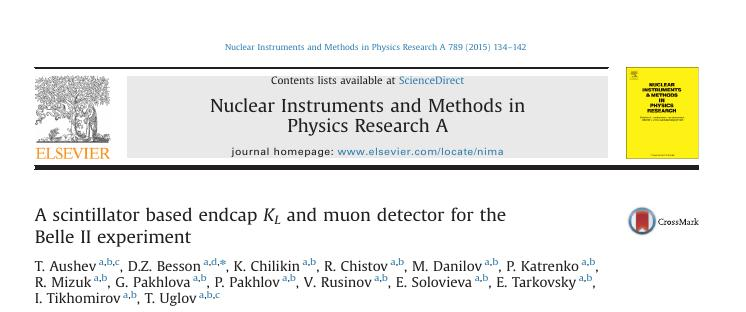 Nuclear Instruments and Methods in Physics Research A 789 (2015) 134–142
Contents lists available at ScienceDirect
Nuclear Instruments and Methods in
Physics Research A
journal homepage: www.elsevier.com/locate/nima
ELSEVIER
NUCLEAR
INSTRUMENTS
& METHODS
IN
PHYSICS
RESEARCH
A scintillator based endcap K_L and muon detector for the
Belle II experiment
CrossMark
T. Aushev a,b,c, D.Z. Besson a,d,*, K. Chilikin a,b, R. Chistov a,b, M. Danilov a,b, P. Katrenko a,b,
R. Mizuk a,b, G. Pakhlova a,b, P. Pakhlov a,b, V. Rusinov a,b, E. Solovieva a,b, E. Tarkovsky a,b,
I. Tikhomirov a,b, T. Uglov a,b,c